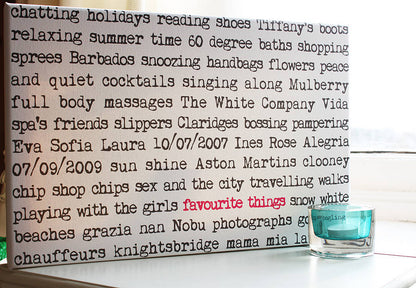 chatting holidays reading shoes Tiffany's boots
relaxing summer time 60 degree baths shopping
sprees Barbados snoozing handbags flowers peace
and quiet cocktails singing along Mulberry
full body massages The White Company Vida
spa's friends slippers Claridges bossing pampering
Eva Sofia Laura 10/07/2007 Ines Rose Alegria
07/09/2009 sun shine Aston Martins clooney
chip shop chips sex and the city travelling walks
playing with the girls favourite things snow white
beaches grazia nan Nobu photographs
chauffeurs knightsbridge mama mia